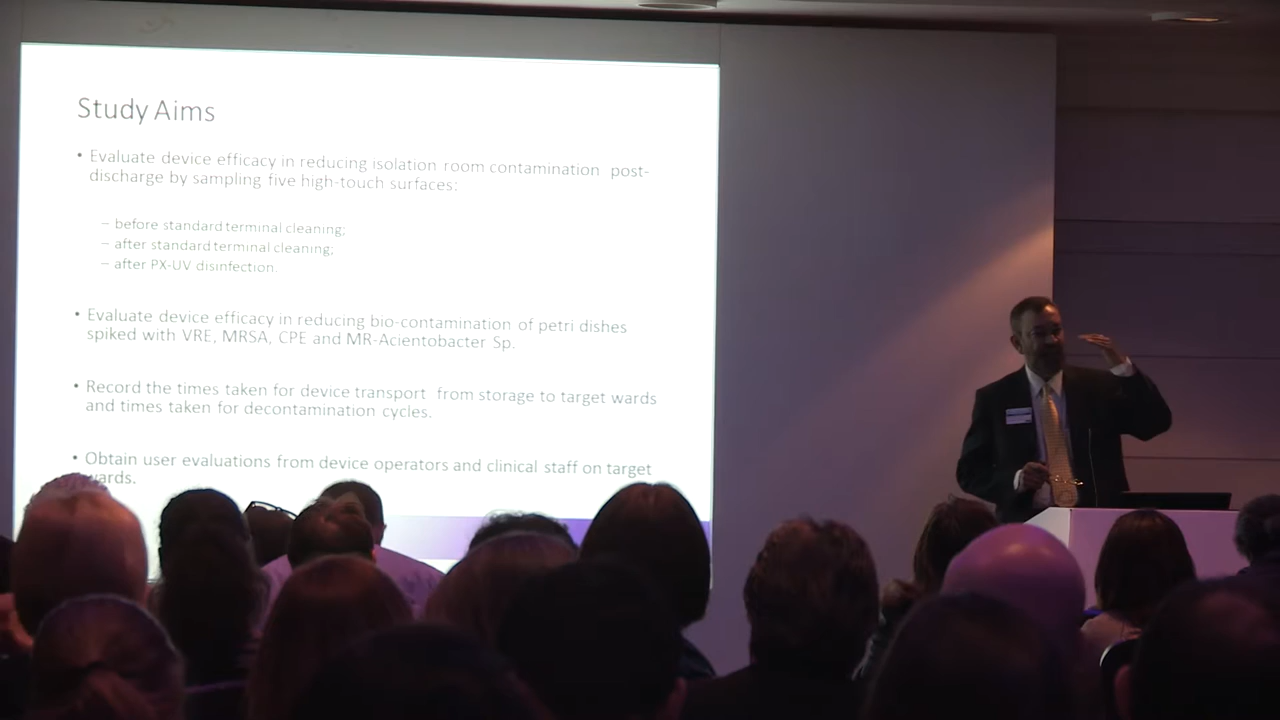 Study Aims
• Evaluate device efficacy in reducing isolation room contamination post-
discharge by sampling five high-touch surfaces:
– before standard terminal cleaning;
– after standard terminal cleaning;
– after PX-UV disinfection.
• Evaluate device efficacy in reducing bio-contamination of petri dishes
spiked with VRE, MRSA, CPE and MR-Acientobacter Sp.
• Record the times taken for device transport from storage to target wards
and times taken for decontamination cycles.
• Obtain user evaluations from device operators and clinical staff on target
wards.